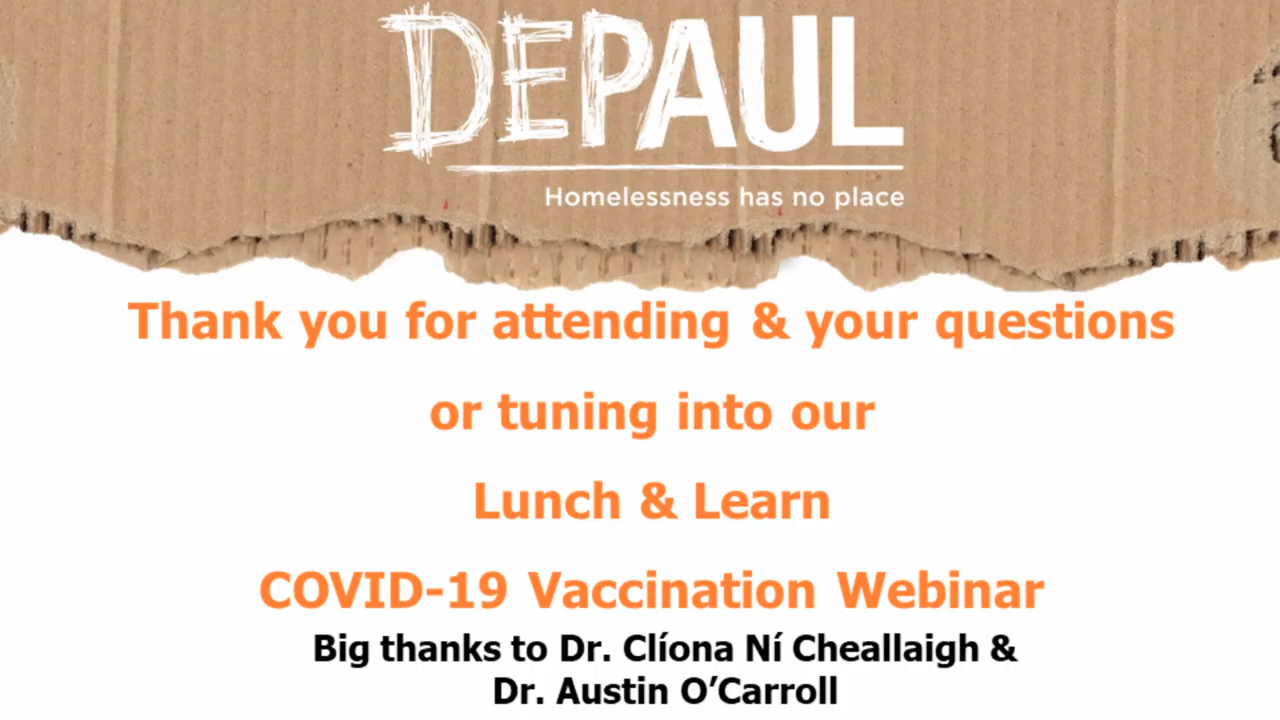 DEPAUL
Homelessness has no place
Thank you for attending & your questions
or tuning into our
Lunch & Learn
COVID-19 Vaccination Webinar
Big thanks to Dr. Clíona Ní Cheallaigh &
Dr. Austin O’Carroll